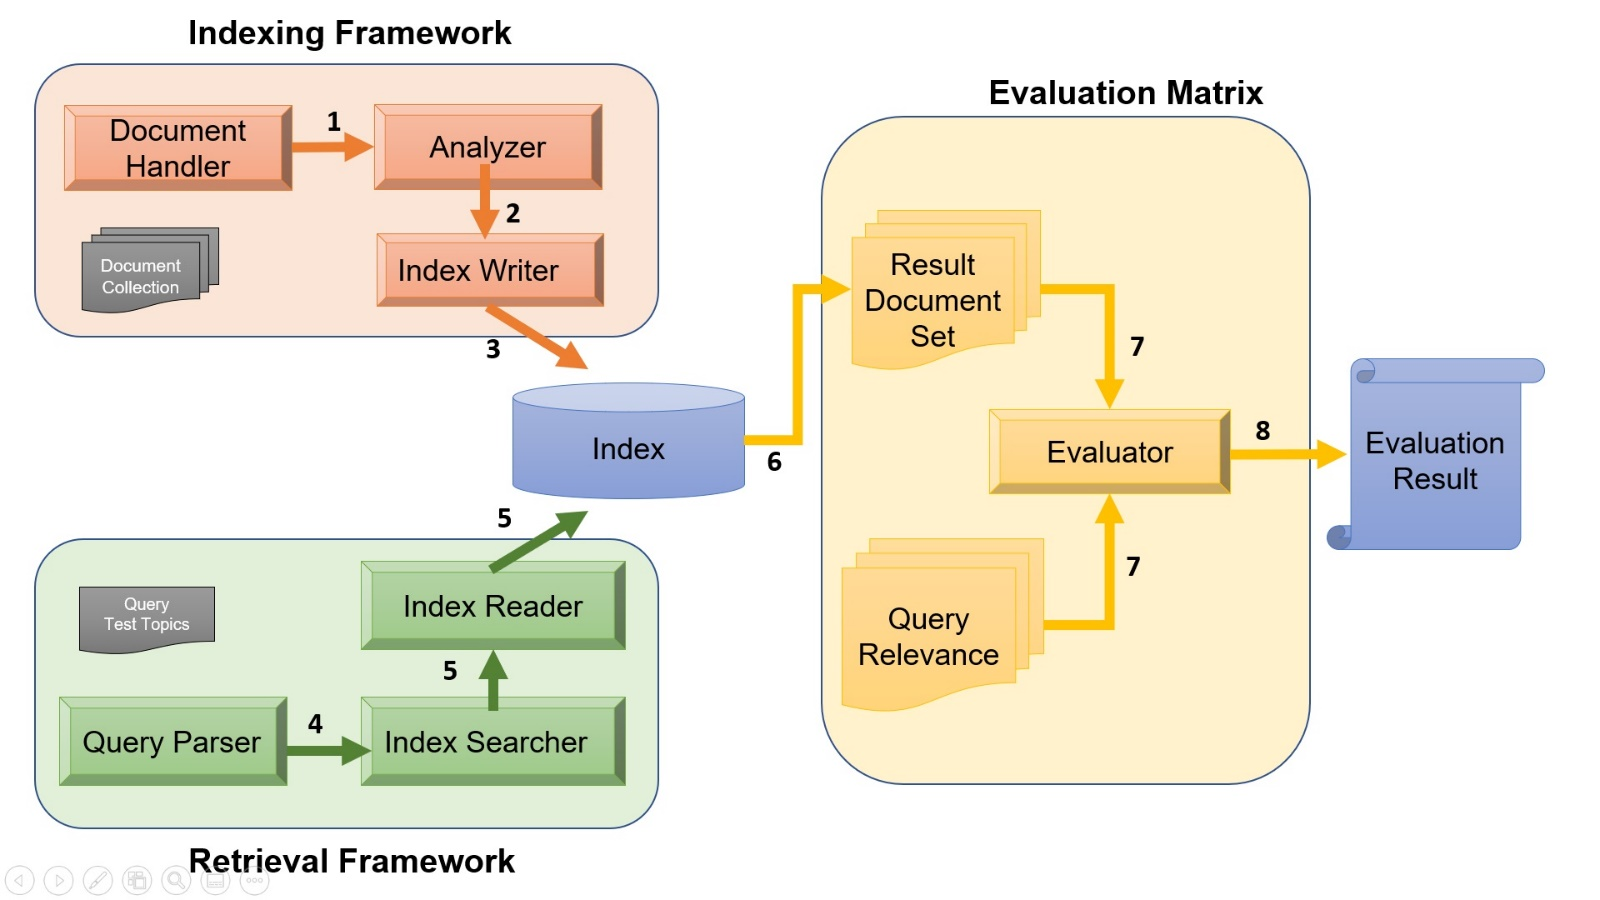 Indexing Framework
Document
Handler
1
Analyzer
2
Document
Collection
Index Writer
3
Index
6
5
Query
Test Topics
Index Reader
5
Query Parser
4
Index Searcher
Retrieval Framework
Evaluation Matrix
Result
Document
Set
7
Evaluator
8
Evaluation
Result
7
Query
Relevance